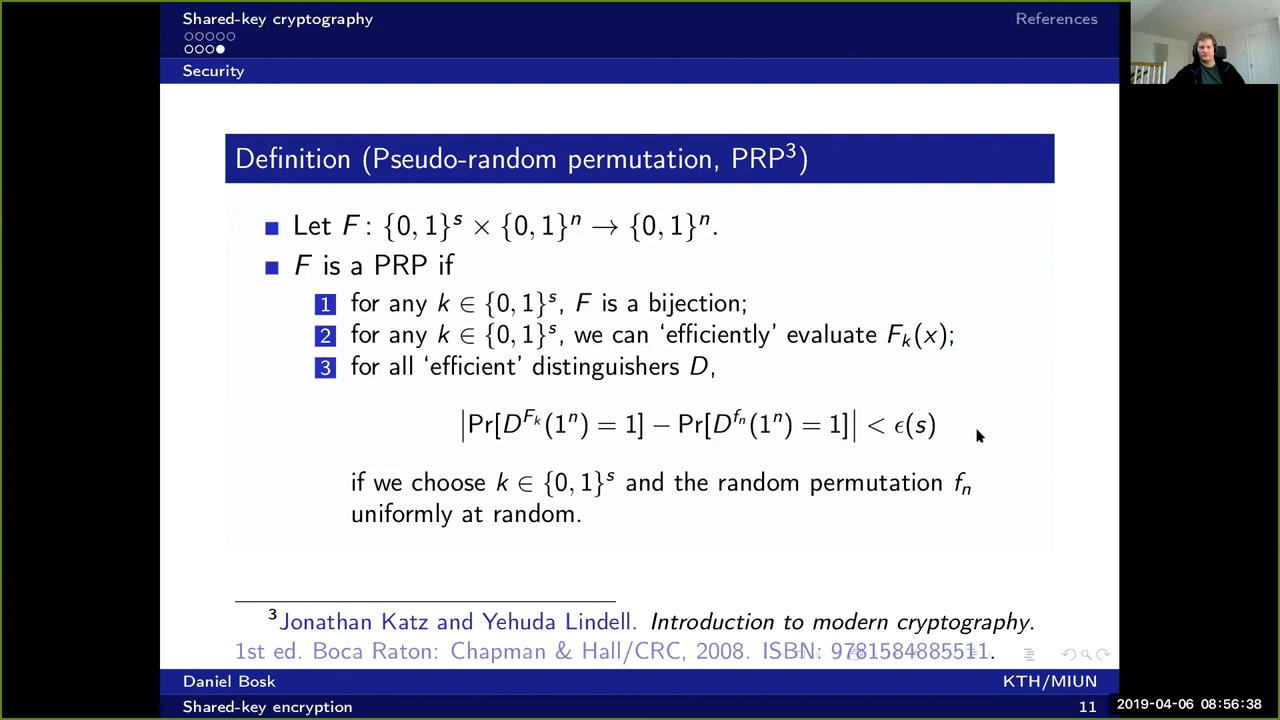 Shared-key cryptography References
Security
Definition (Pseudo-random permutation, PRP³)
Let F: {0, 1}ˢ × {0, 1}ⁿ → {0, 1}ⁿ.
F is a PRP if
1 for any k ∈ {0, 1}ˢ, F is a bijection;
2 for any k ∈ {0, 1}ˢ, we can ‘efficiently’ evaluate Fₖ(x);
3 for all ‘efficient’ distinguishers D,
|Pr[D^{Fₖ}(1ⁿ) = 1] − Pr[D^{fₙ}(1ⁿ) = 1]| < ϵ(s)
if we choose k ∈ {0, 1}ˢ and the random permutation fₙ
uniformly at random.
³Jonathan Katz and Yehuda Lindell. Introduction to modern cryptography.
1st ed. Boca Raton: Chapman & Hall/CRC, 2008. ISBN: 9781584885511.
Daniel Bosk KTH/MIUN
Shared-key encryption 11
2019-04-06 08:56:38